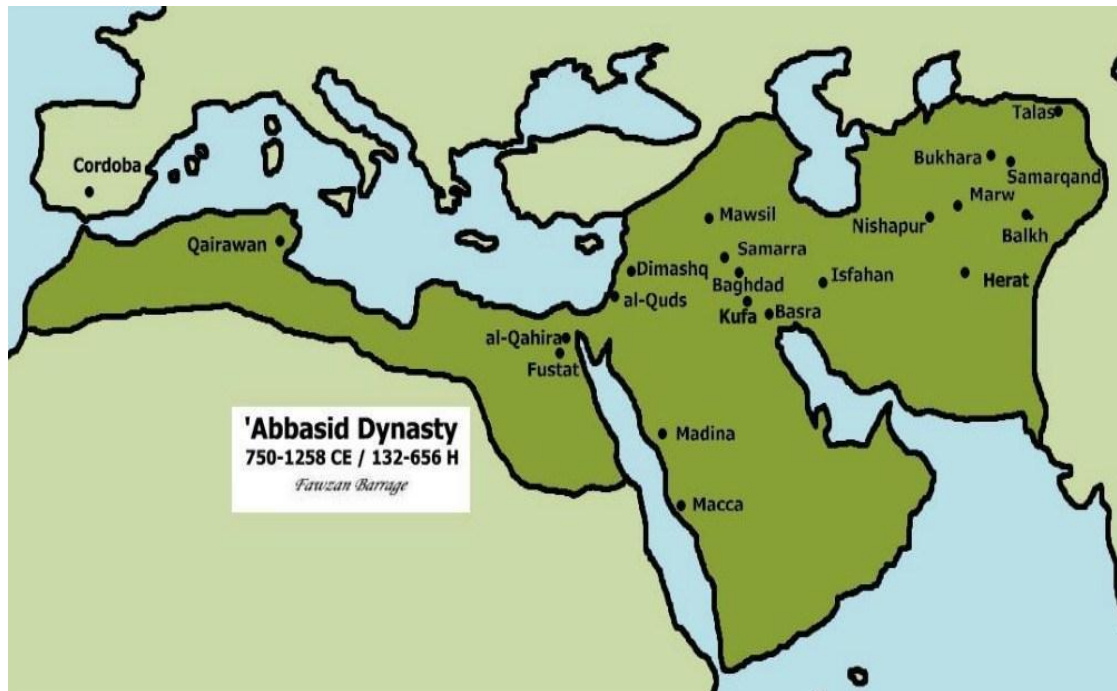 Talas
Bukhara
Samarqand
Cordoba
Marw
Mawsil
Nishapur
Balkh
Qairawan
Samarra
Dimashq
Baghdad
Isfahan
Herat
al-Quds
Kufa
Basra
al-Qahira
Fustat
'Abbasid Dynasty
750-1258 CE / 132-656 H
Fawzan Barrage
Madina
Macca